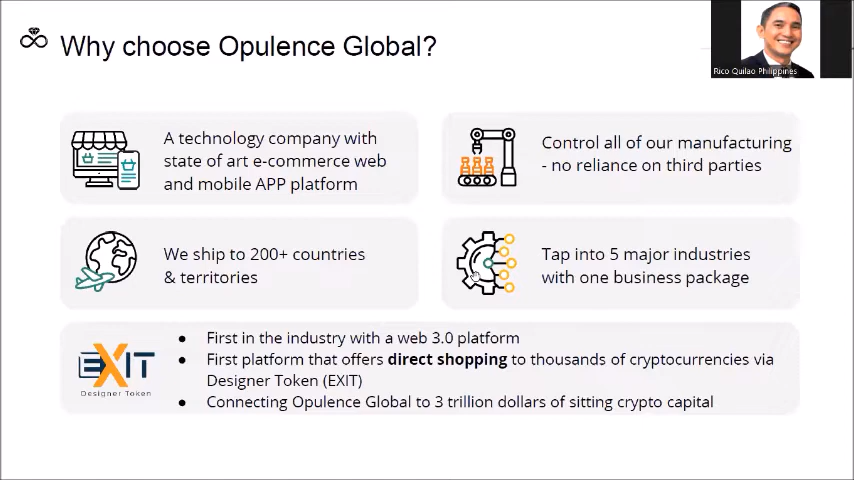 Why choose Opulence Global?
Rico Quilao Philippines
A technology company with
state of art e-commerce web
and mobile APP platform
Control all of our manufacturing
- no reliance on third parties
We ship to 200+ countries
& territories
Tap into 5 major industries
with one business package
EXIT
Designer Token
● First in the industry with a web 3.0 platform
● First platform that offers direct shopping to thousands of cryptocurrencies via
Designer Token (EXIT)
● Connecting Opulence Global to 3 trillion dollars of sitting crypto capital